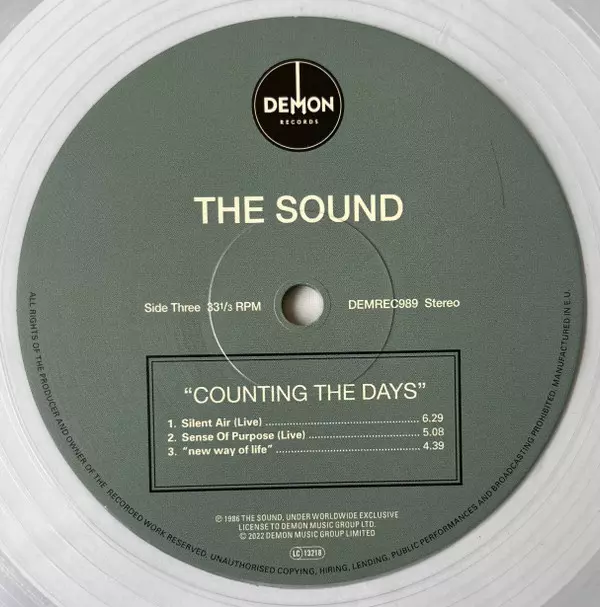 DEMON
RECORDS
THE SOUND
Side Three 33 1/3 RPM
DEMREC989 Stereo
"COUNTING THE DAYS"
1. Silent Air (Live) 6.29
2. Sense Of Purpose (Live) 5.08
3. "new way of life" 4.39
℗ 1986 THE SOUND, UNDER WORLDWIDE EXCLUSIVE
LICENSE TO DEMON MUSIC GROUP LTD.
© 2022 DEMON MUSIC GROUP LIMITED
LC 13218
ALL RIGHTS OF THE PRODUCER AND OWNER OF THE RECORDED WORK RESERVED. UNAUTHORISED COPYING, HIRING, LENDING, PUBLIC PERFORMANCES AND BROADCASTING PROHIBITED. MANUFACTURED IN E.U.